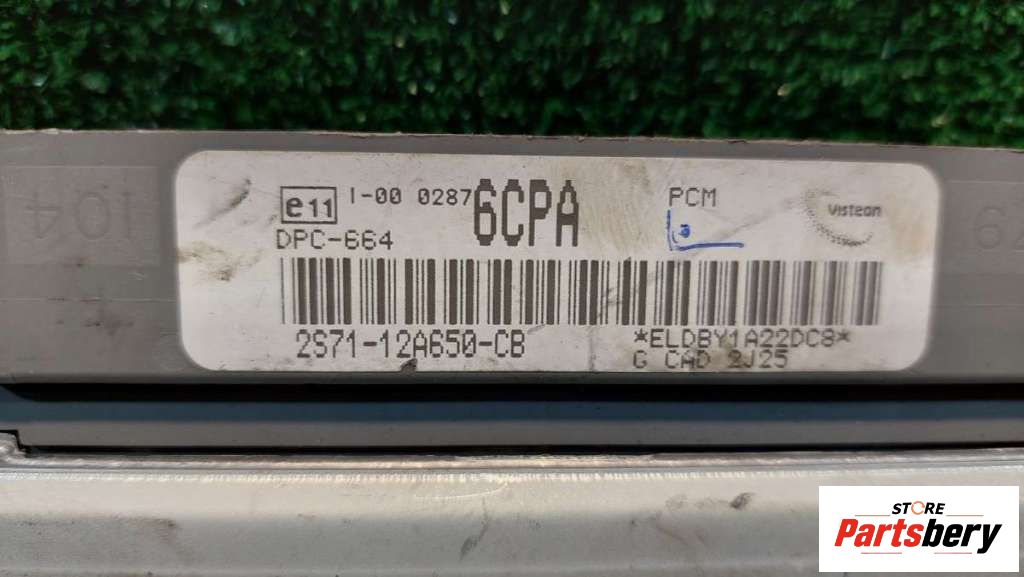 e11 I-00 0287 6CPA PCM Visteon
DPC-664
2S71-12A650-CB *ELDBY1A22DC8*
G CAD 2J25
STORE
Partsbery